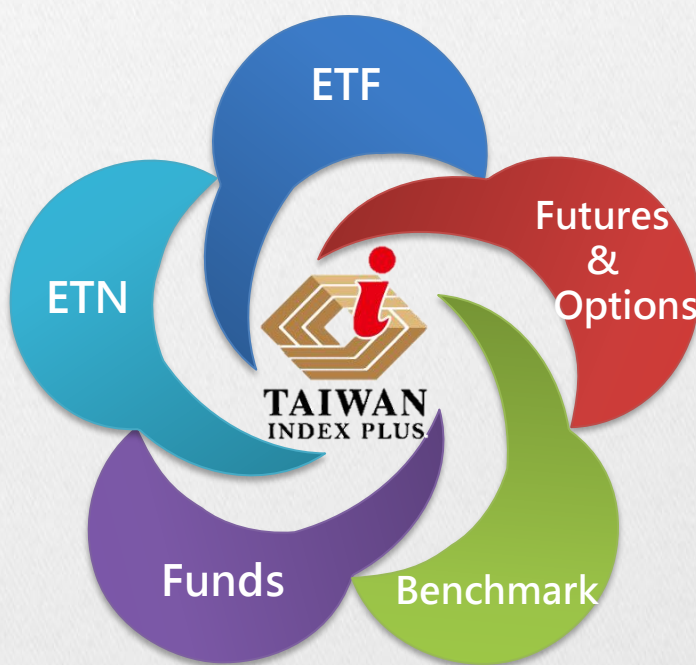 ETF
Futures
&
Options
ETN
TAIWAN
INDEX PLUS
Funds
Benchmark